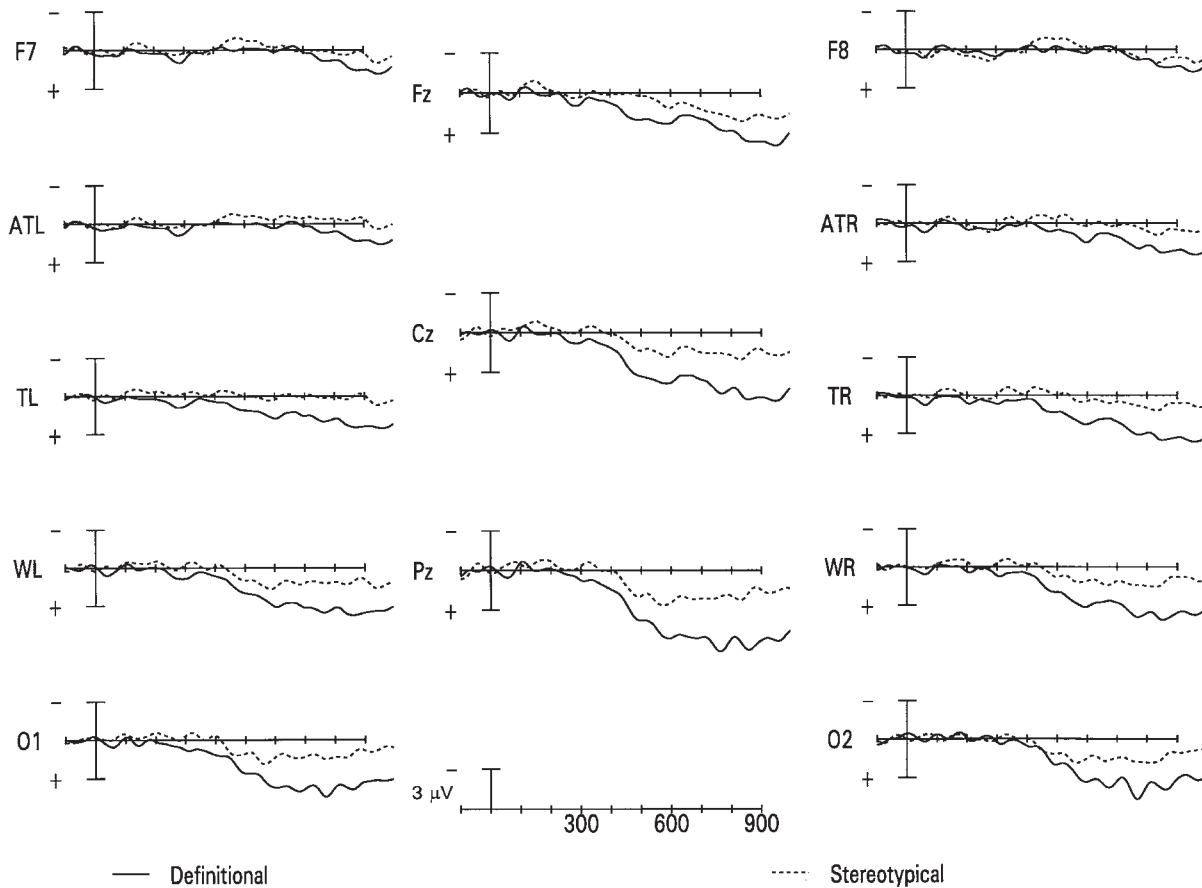 F7
Fz
F8
ATL
ATR
Cz
TL
TR
WL
Pz
WR
O1
O2
3 μV
300 600 900
Definitional
Stereotypical
− +
− +
− +
− +
− +
− +
− +
− +
− +
− +
− +
− +
− +
−